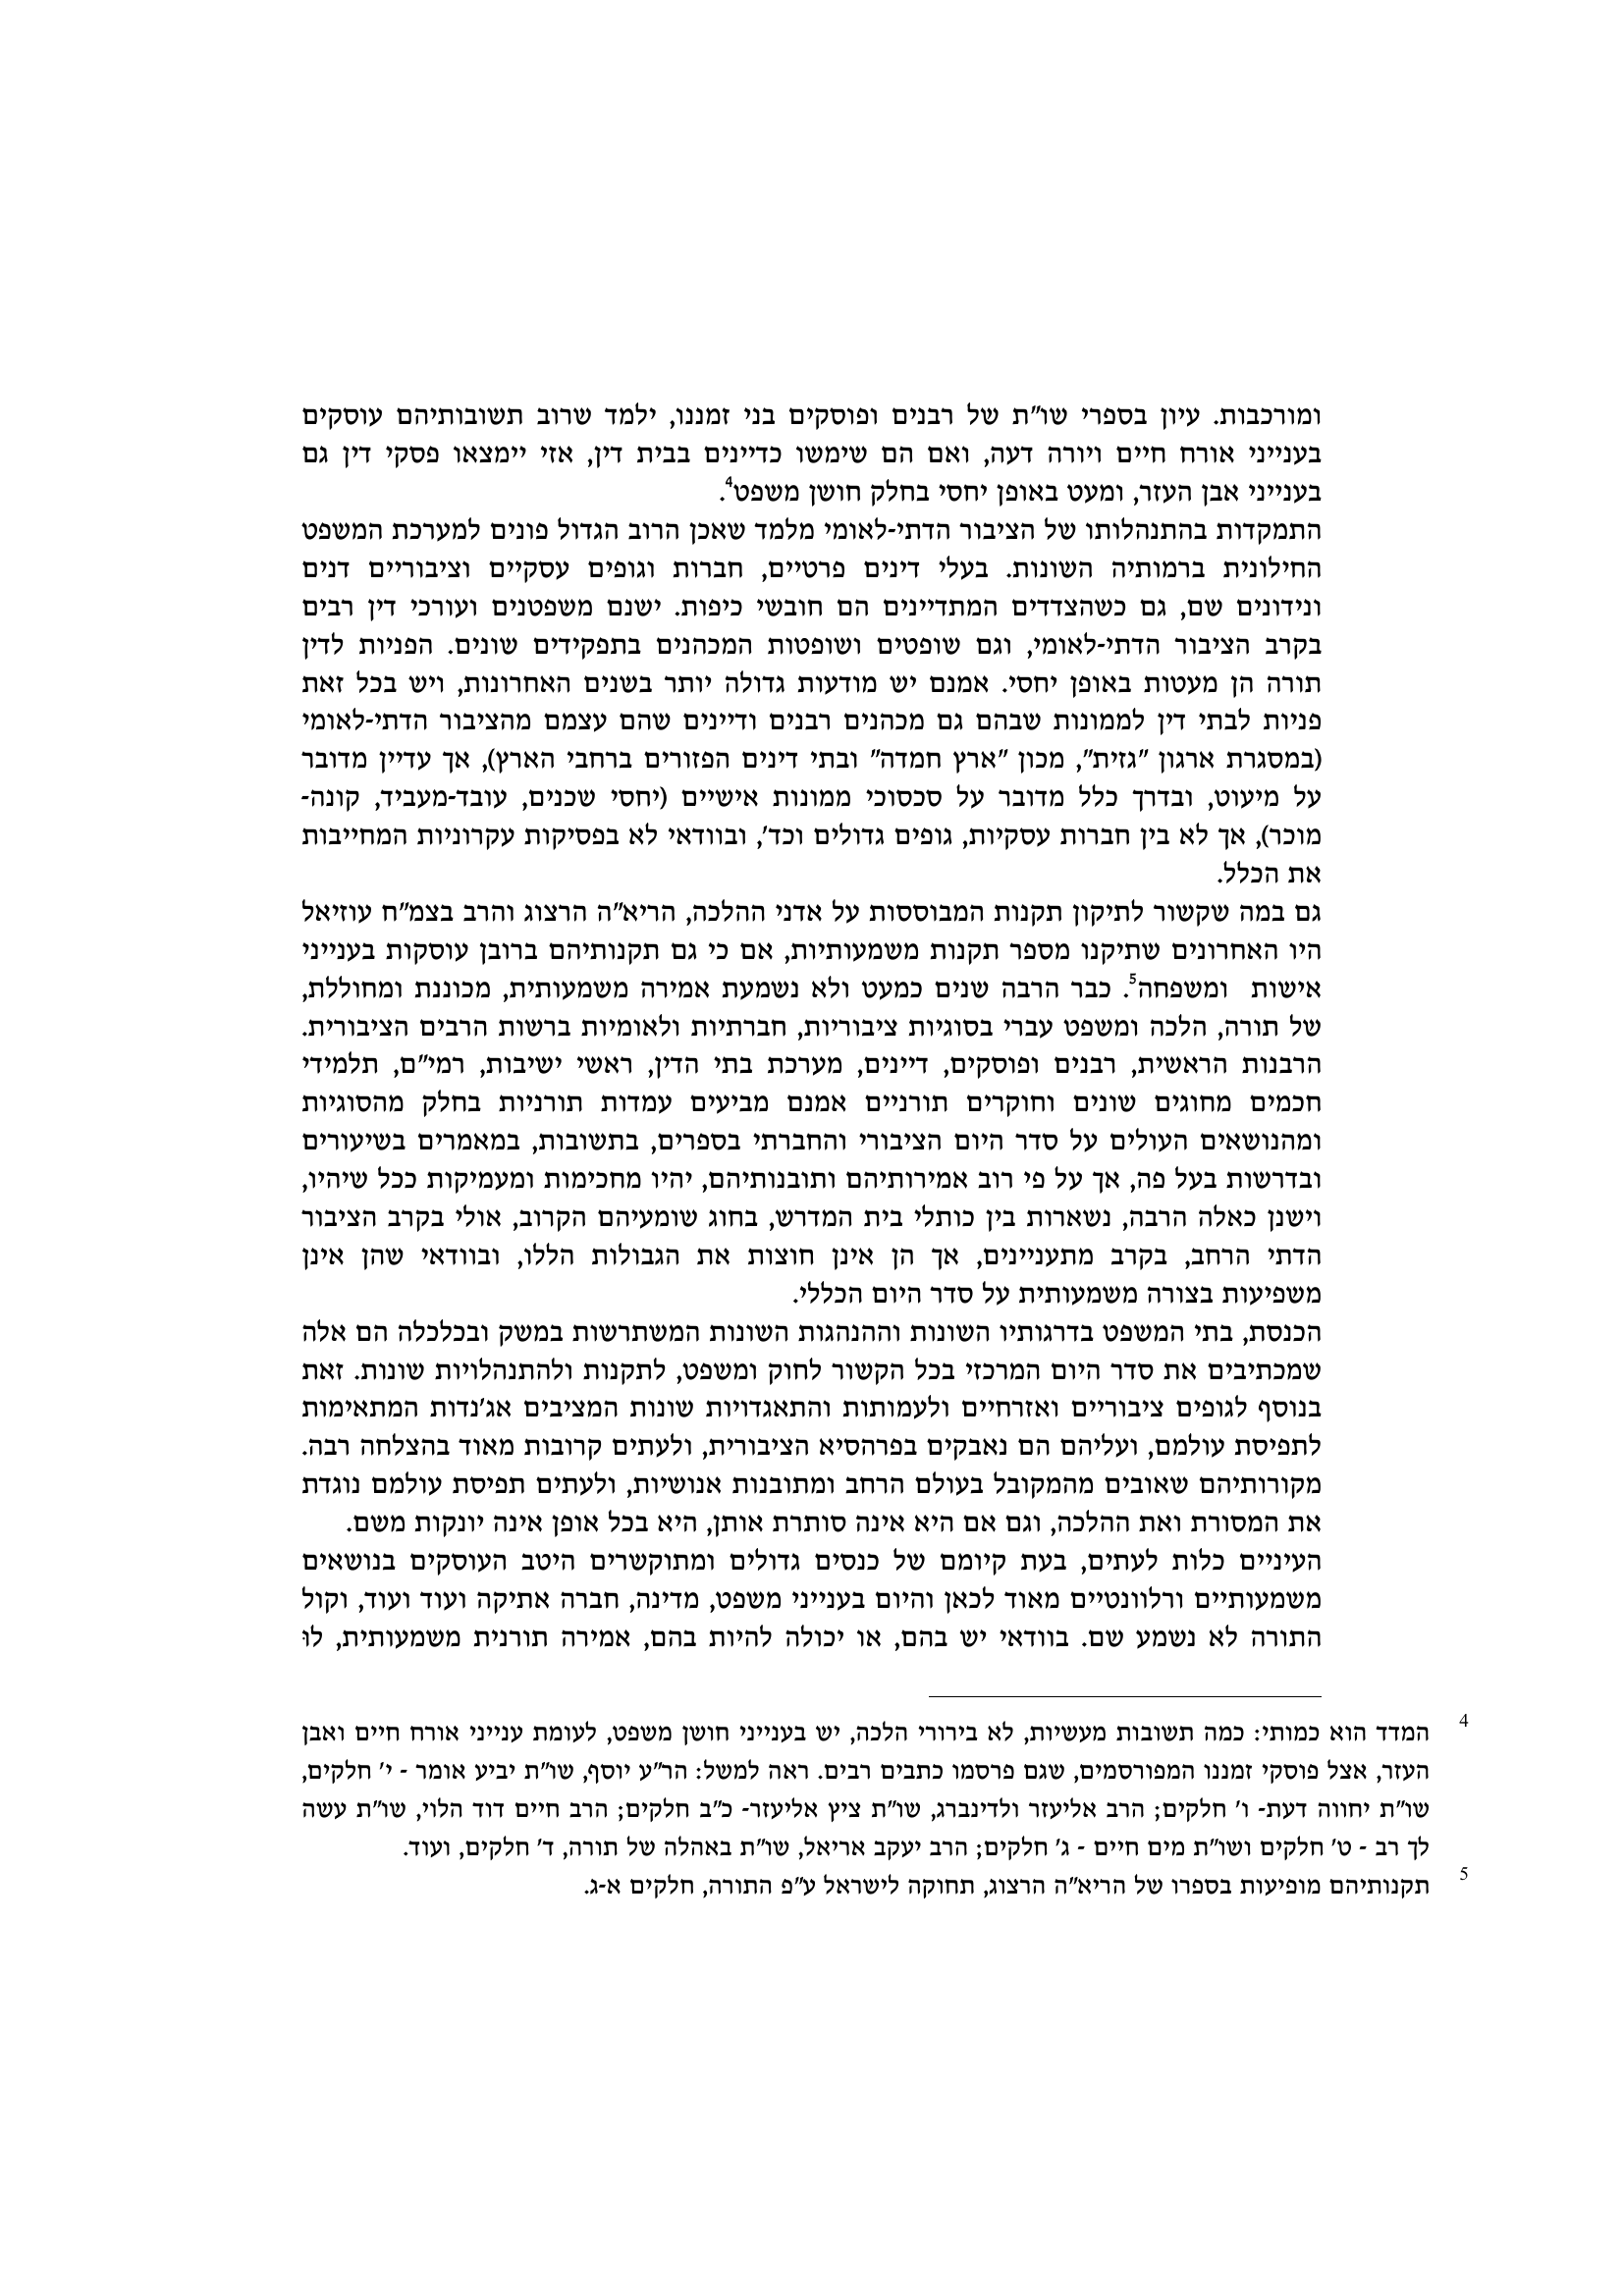 ומורכבות. עיון בספרי שו"ת של רבנים ופוסקים בני זמננו, ילמד שרוב תשובותיהם עוסקים
בענייני אורח חיים ויורה דעה, ואם הם שימשו כדיינים בבית דין, אזי יימצאו פסקי דין גם
בענייני אבן העזר, ומעט באופן יחסי בחלק חושן משפט4.
התמקדות בהתנהלותו של הציבור הדתי-לאומי מלמד שאכן הרוב הגדול פונים למערכת המשפט
החילונית ברמותיה השונות. בעלי דינים פרטיים, חברות וגופים עסקיים וציבוריים דנים
ונידונים שם, גם כשהצדדים המתדיינים הם חובשי כיפות. ישנם משפטנים ועורכי דין רבים
בקרב הציבור הדתי-לאומי, וגם שופטים ושופטות המכהנים בתפקידים שונים. הפניות לדין
תורה הן מעטות באופן יחסי. אמנם יש מודעות גדולה יותר בשנים האחרונות, ויש בכל זאת
פניות לבתי דין לממונות שבהם גם מכהנים רבנים ודיינים שהם עצמם מהציבור הדתי-לאומי
(במסגרת ארגון "גזית", מכון "ארץ חמדה" ובתי דינים הפזורים ברחבי הארץ), אך עדיין מדובר
על מיעוט, ובדרך כלל מדובר על סכסוכי ממונות אישיים (יחסי שכנים, עובד-מעביד, קונה-
מוכר), אך לא בין חברות עסקיות, גופים גדולים וכד', ובוודאי לא בפסיקות עקרוניות המחייבות
את הכלל.
גם במה שקשור לתיקון תקנות המבוססות על אדני ההלכה, הריא"ה הרצוג והרב בצמ"ח עוזיאל
היו האחרונים שתיקנו מספר תקנות משמעותיות, אם כי גם תקנותיהם ברובן עוסקות בענייני
אישות  ומשפחה5. כבר הרבה שנים כמעט ולא נשמעת אמירה משמעותית, מכוננת ומחוללת,
של תורה, הלכה ומשפט עברי בסוגיות ציבוריות, חברתיות ולאומיות ברשות הרבים הציבורית.
הרבנות הראשית, רבנים ופוסקים, דיינים, מערכת בתי הדין, ראשי ישיבות, רמי"ם, תלמידי
חכמים מחוגים שונים וחוקרים תורניים אמנם מביעים עמדות תורניות בחלק מהסוגיות
ומהנושאים העולים על סדר היום הציבורי והחברתי בספרים, בתשובות, במאמרים בשיעורים
ובדרשות בעל פה, אך על פי רוב אמירותיהם ותובנותיהם, יהיו מחכימות ומעמיקות ככל שיהיו,
וישנן כאלה הרבה, נשארות בין כותלי בית המדרש, בחוג שומעיהם הקרוב, אולי בקרב הציבור
הדתי הרחב, בקרב מתעניינים, אך הן אינן חוצות את הגבולות הללו, ובוודאי שהן אינן
משפיעות בצורה משמעותית על סדר היום הכללי.
הכנסת, בתי המשפט בדרגותיו השונות וההנהגות השונות המשתרשות במשק ובכלכלה הם אלה
שמכתיבים את סדר היום המרכזי בכל הקשור לחוק ומשפט, לתקנות ולהתנהלויות שונות. זאת
בנוסף לגופים ציבוריים ואזרחיים ולעמותות והתאגדויות שונות המציבים אג'נדות המתאימות
לתפיסת עולמם, ועליהם הם נאבקים בפרהסיא הציבורית, ולעתים קרובות מאוד בהצלחה רבה.
מקורותיהם שאובים מהמקובל בעולם הרחב ומתובנות אנושיות, ולעתים תפיסת עולמם נוגדת
את המסורת ואת ההלכה, וגם אם היא אינה סותרת אותן, היא בכל אופן אינה יונקות משם.
העיניים כלות לעתים, בעת קיומם של כנסים גדולים ומתוקשרים היטב העוסקים בנושאים
משמעותיים ורלוונטיים מאוד לכאן והיום בענייני משפט, מדינה, חברה אתיקה ועוד ועוד, וקול
התורה לא נשמע שם. בוודאי יש בהם, או יכולה להיות בהם, אמירה תורנית משמעותית, לוּ
4 המדד הוא כמותי: כמה תשובות מעשיות, לא בירורי הלכה, יש בענייני חושן משפט, לעומת ענייני אורח חיים ואבן
העזר, אצל פוסקי זמננו המפורסמים, שגם פרסמו כתבים רבים. ראה למשל: הר"ע יוסף, שו"ת יביע אומר - י' חלקים,
שו"ת יחווה דעת- ו' חלקים; הרב אליעזר ולדינברג, שו"ת ציץ אליעזר- כ"ב חלקים; הרב חיים דוד הלוי, שו"ת עשה
לך רב - ט' חלקים ושו"ת מים חיים - ג' חלקים; הרב יעקב אריאל, שו"ת באהלה של תורה, ד' חלקים, ועוד.
5 תקנותיהם מופיעות בספרו של הריא"ה הרצוג, תחוקה לישראל ע"פ התורה, חלקים א-ג.